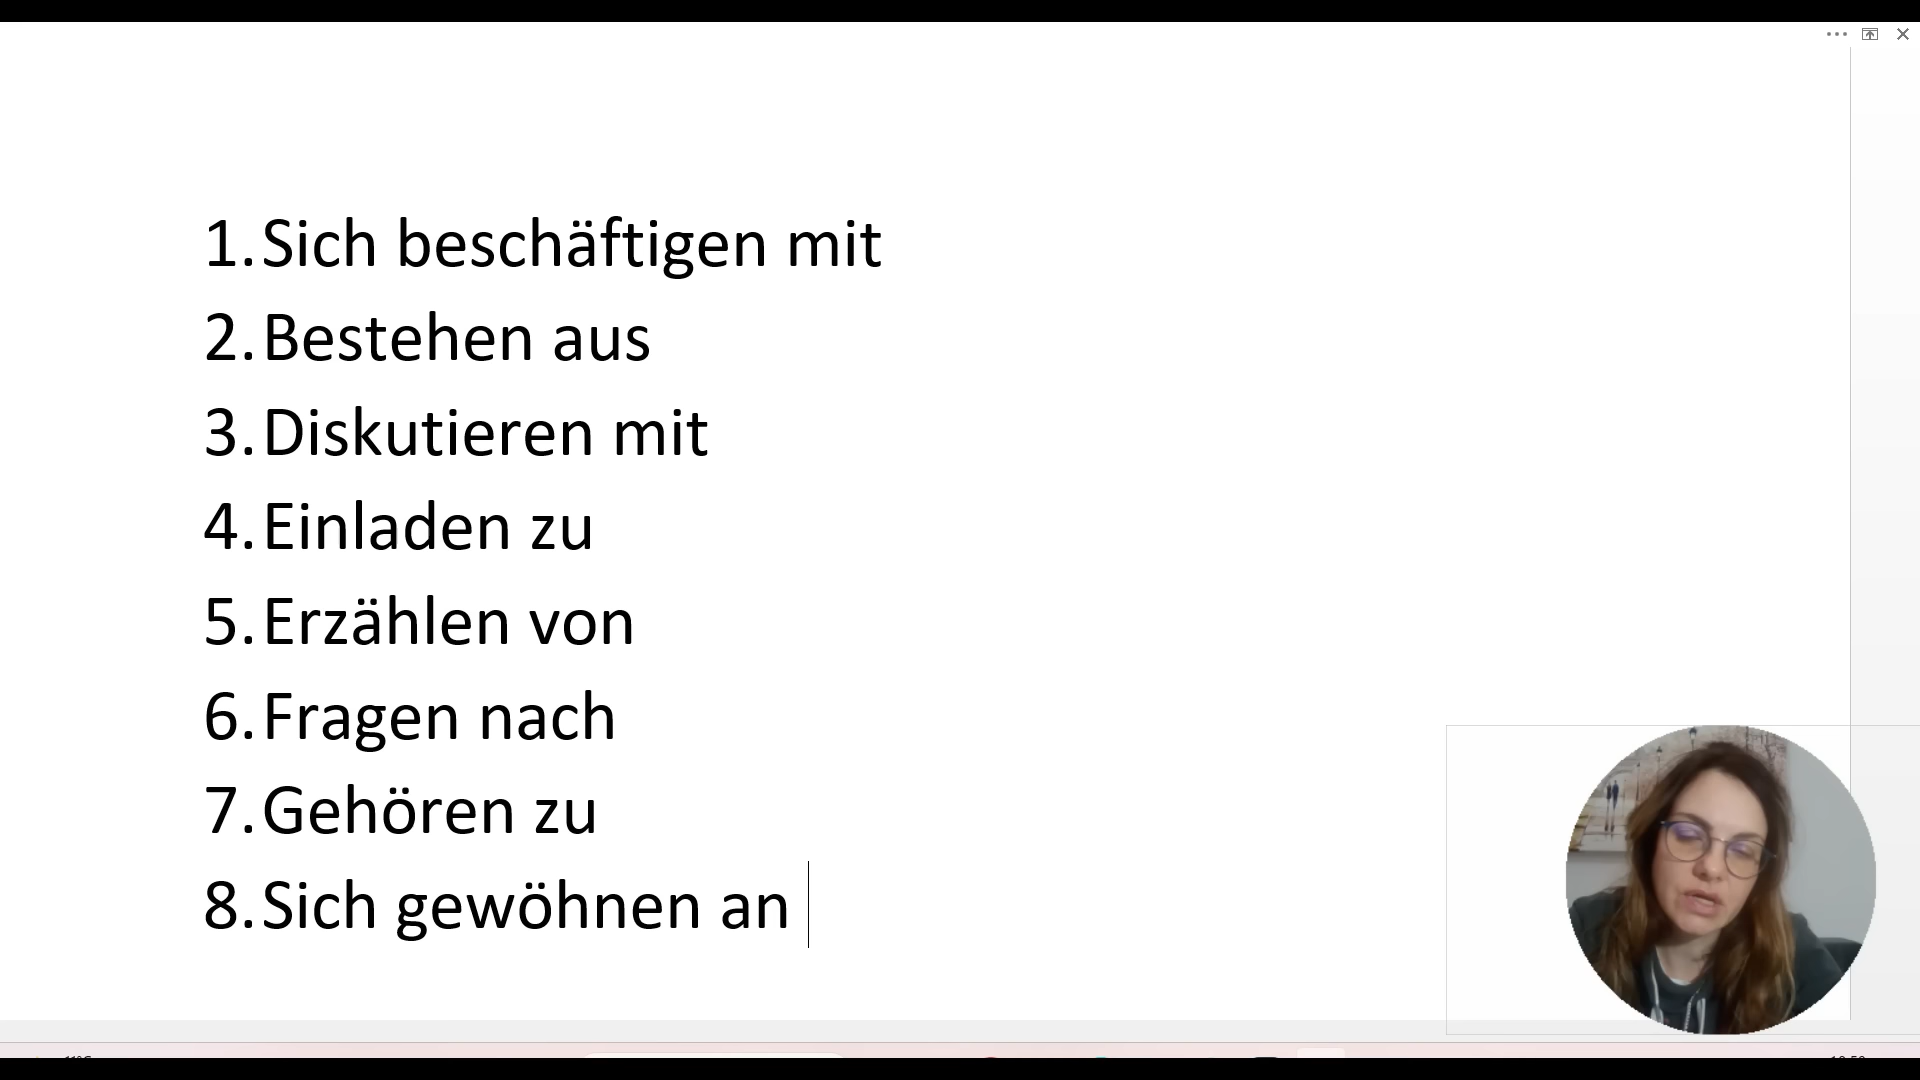 1. Sich beschäftigen mit
2. Bestehen aus
3. Diskutieren mit
4. Einladen zu
5. Erzählen von
6. Fragen nach
7. Gehören zu
8. Sich gewöhnen an